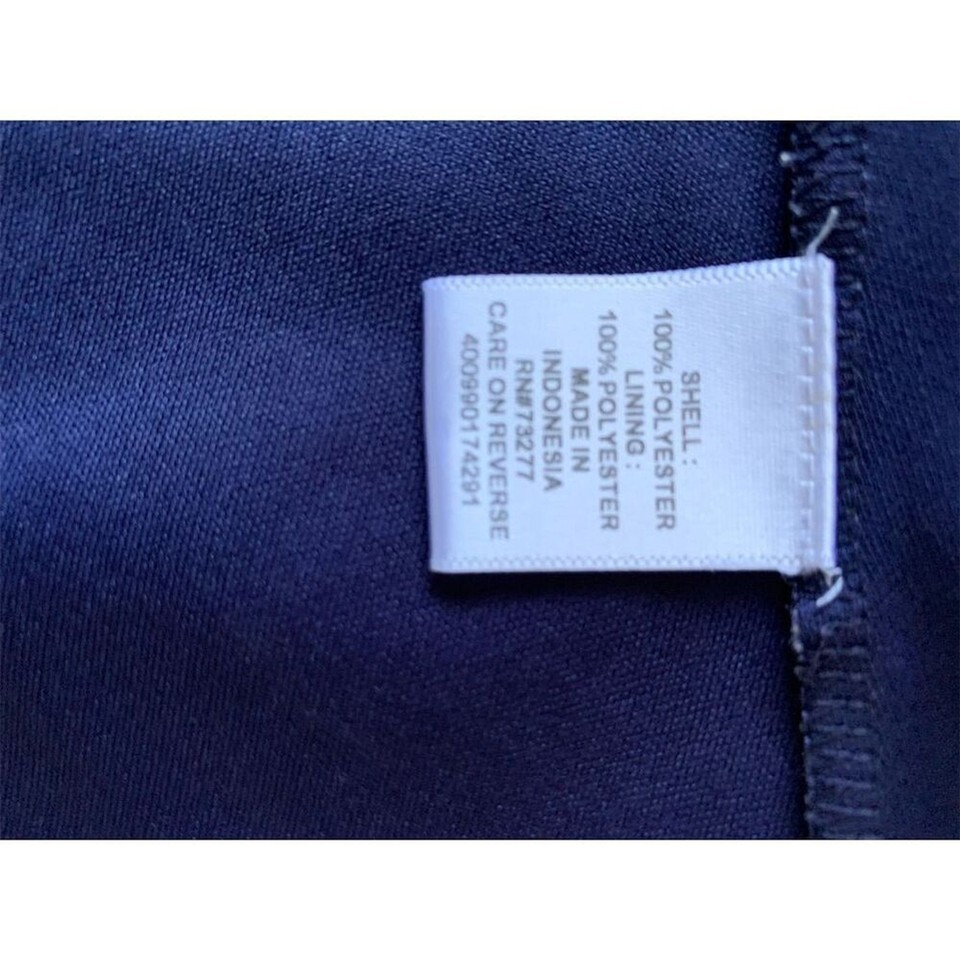 SHELL :
100% POLYESTER
LINING :
100% POLYESTER
MADE IN
INDONESIA
RN#73277
CARE ON REVERSE
400990174291